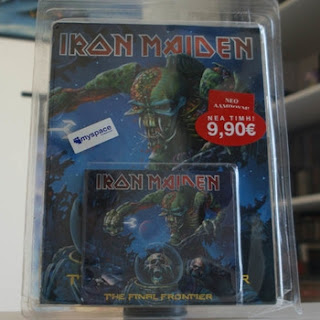 IRON MAIDEN
ΝΕΟ
ΑΛΜΠΟΥΜ!
ΝΕΑ ΤΙΜΗ!
9,90€
myspace
IRON MAIDEN
THE FINAL FRONTIER